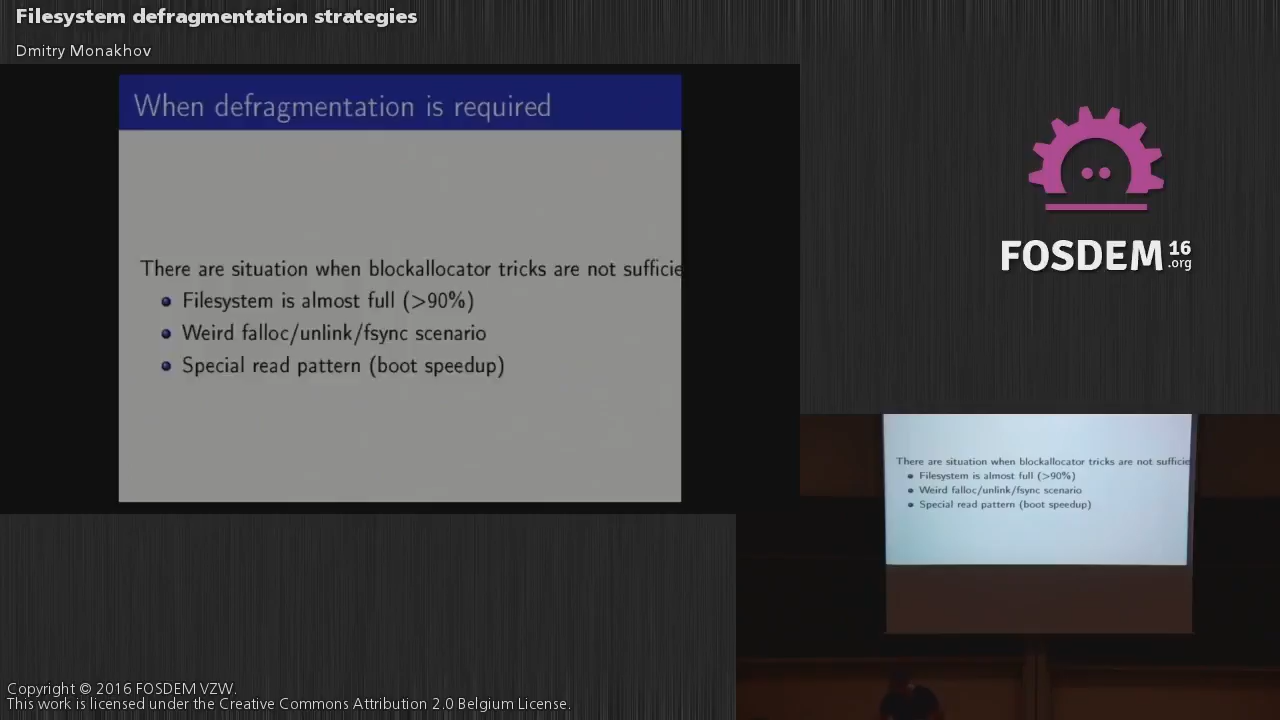 Filesystem defragmentation strategies
Dmitry Monakhov
When defragmentation is required
There are situation when blockallocator tricks are not sufficie
Filesystem is almost full (>90%)
Weird falloc/unlink/fsync scenario
Special read pattern (boot speedup)
FOSDEM 16 .org
There are situation when blockallocator tricks are not sufficie
Filesystem is almost full (>90%)
Weird falloc/unlink/fsync scenario
Special read pattern (boot speedup)
Copyright © 2016 FOSDEM VZW.
This work is licensed under the Creative Commons Attribution 2.0 Belgium License.